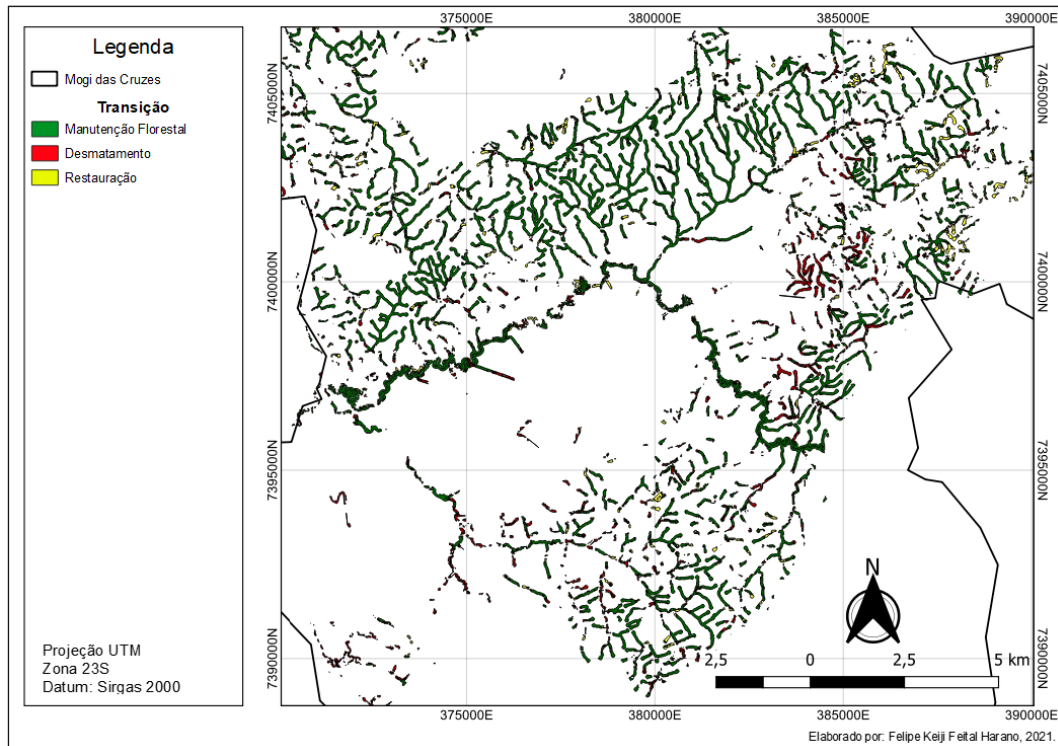 375000E 380000E 385000E 390000E
Legenda
Mogi das Cruzes
Transição
Manutenção Florestal
Desmatamento
Restauração
7405000N 7405000N
7400000N 7400000N
7395000N 7395000N
7390000N 7390000N
N
2,5 0 2,5 5 km
Projeção UTM
Zona 23S
Datum: Sirgas 2000
375000E 380000E 385000E 390000E
Elaborado por: Felipe Keiji Feital Harano, 2021.